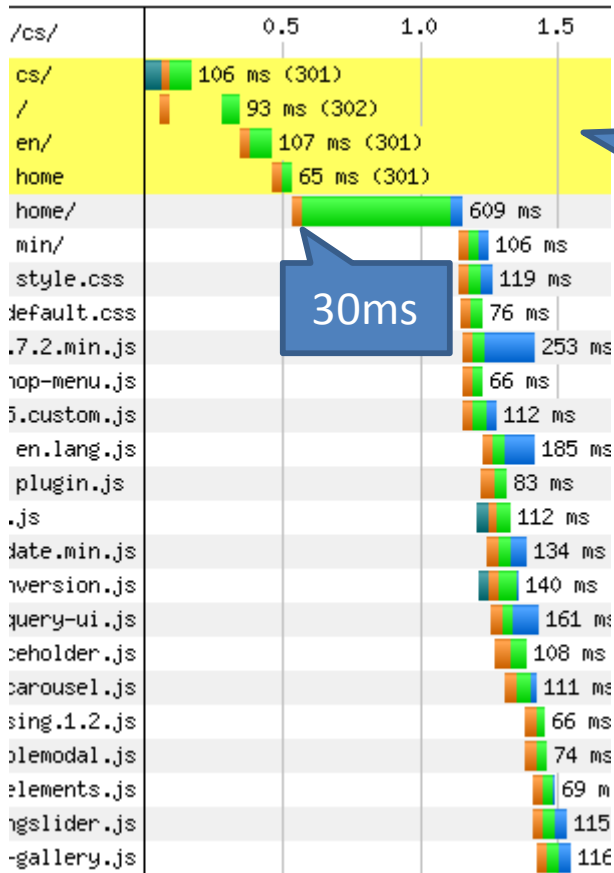 /cs/ 0.5 1.0 1.5
cs/ 106 ms (301)
/ 93 ms (302)
en/ 107 ms (301)
home 65 ms (301)
home/ 609 ms
min/ 106 ms
style.css 119 ms
30ms
default.css 76 ms
.7.2.min.js 253 ms
hop-menu.js 66 ms
5.custom.js 112 ms
en.lang.js 185 ms
plugin.js 83 ms
.js 112 ms
date.min.js 134 ms
nversion.js 140 ms
query-ui.js 161 ms
ceholder.js 108 ms
carousel.js 111 ms
sing.1.2.js 66 ms
plemodal.js 74 ms
elements.js 69 m
ngslider.js 115
-gallery.js 116